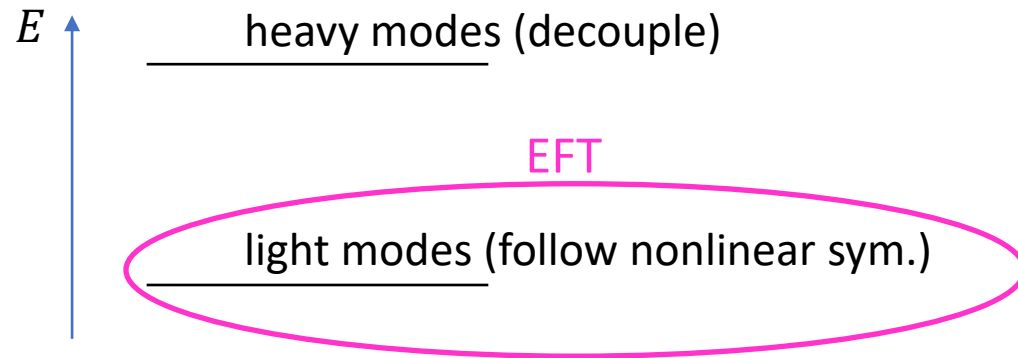 E
heavy modes (decouple)
EFT
light modes (follow nonlinear sym.)